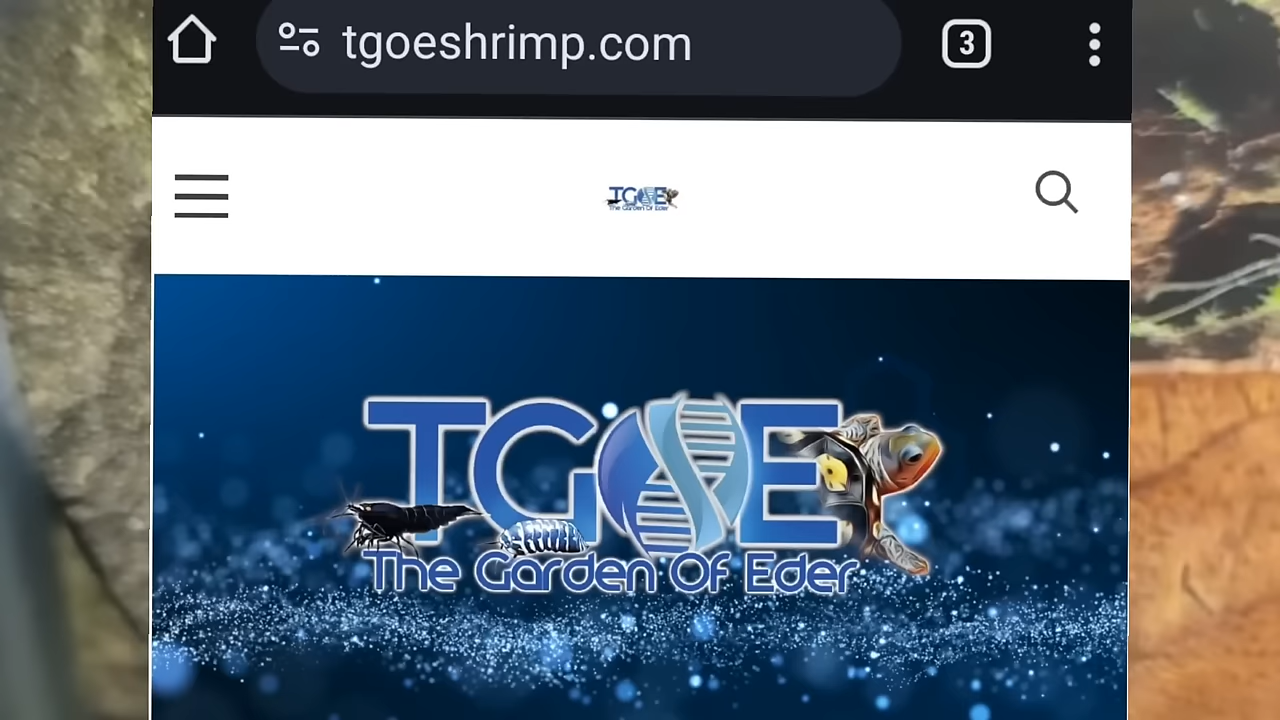 tgoeshrimp.com
3
TGOE
The Garden Of Eder
TGOE
The Garden Of Eder